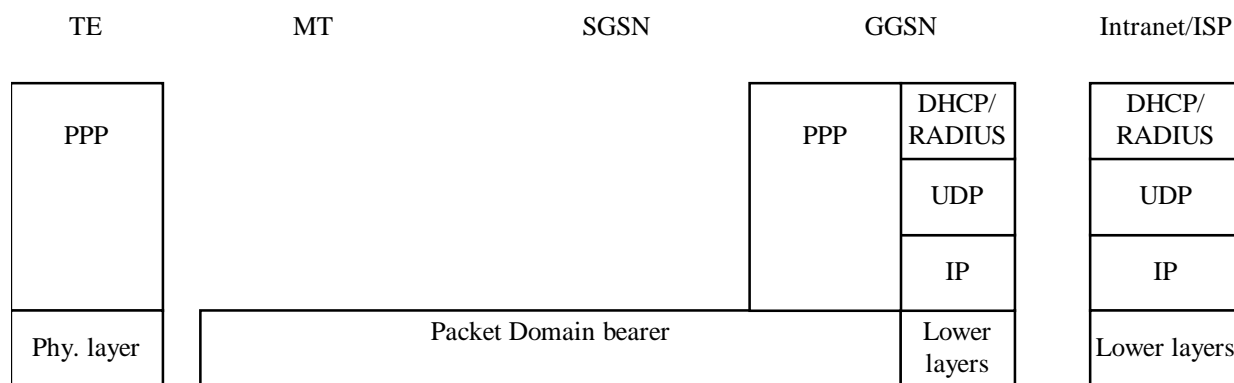 TE MT SGSN GGSN Intranet/ISP
PPP
PPP
DHCP/
RADIUS
UDP
IP
DHCP/
RADIUS
UDP
IP
Phy. layer
Packet Domain bearer
Lower
layers
Lower layers